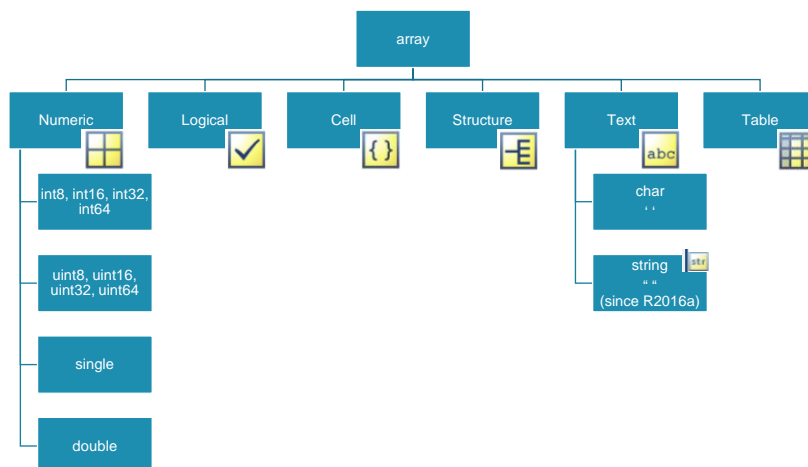 array
Numeric
Logical
Cell
{ }
Structure
Text
abc
Table
int8, int16, int32,
int64
char
‘ ‘
uint8, uint16,
uint32, uint64
string
str
“ “
(since R2016a)
single
double